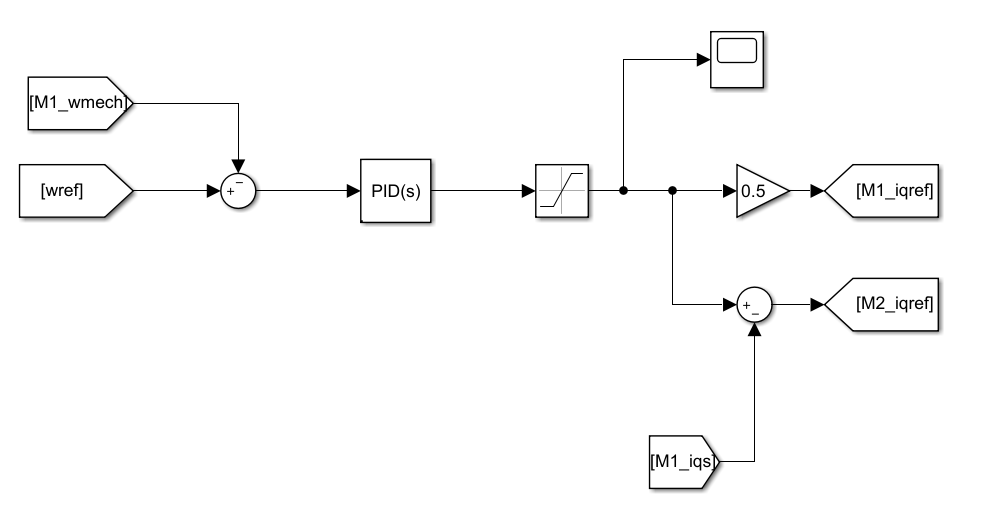 [M1_wmech]
[wref]
+
−
PID(s)
0.5
[M1_iqref]
+
−
[M2_iqref]
[M1_iqs]